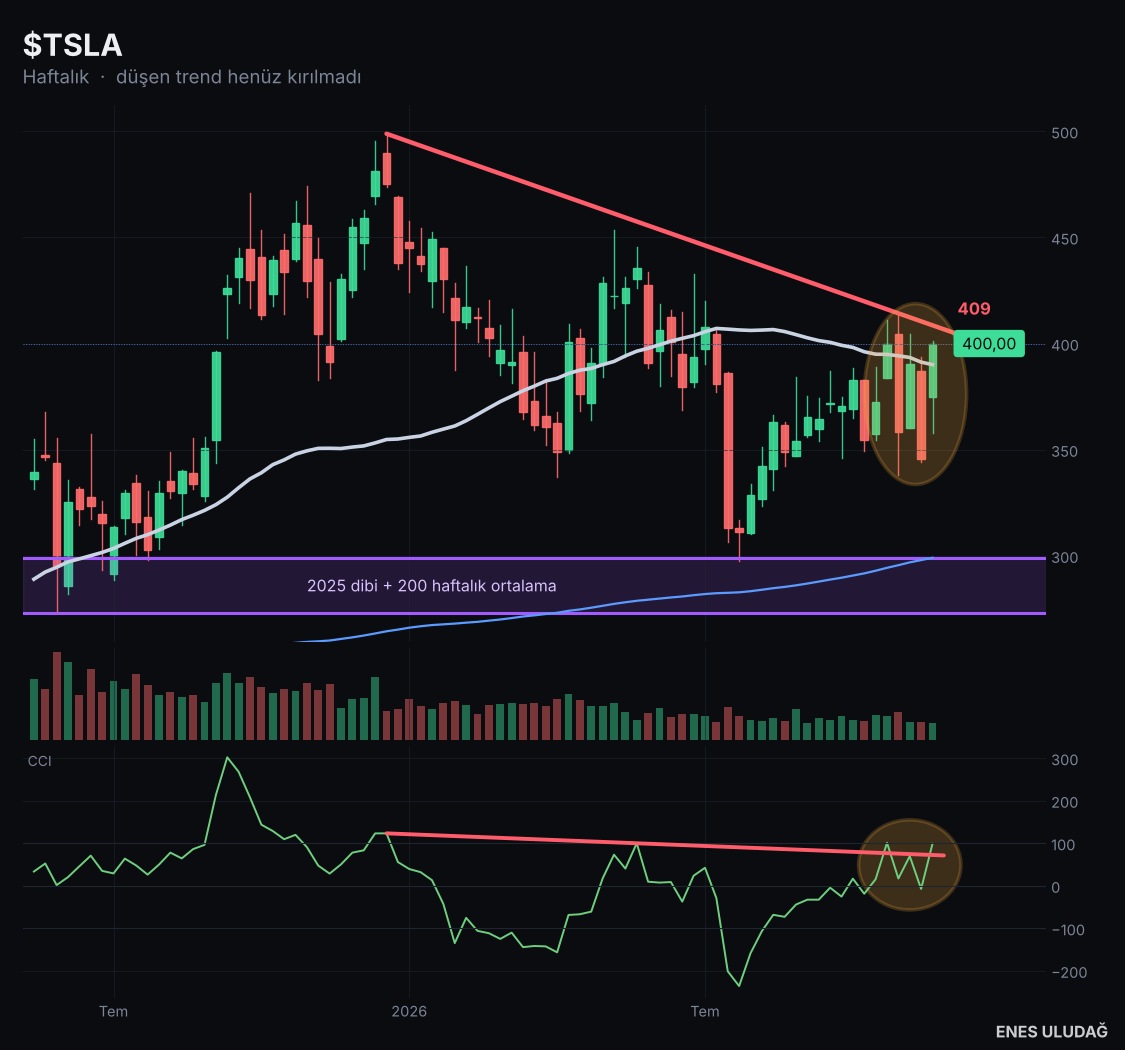 $TSLA
Haftalık · düşen trend henüz kırılmadı
500
450
409
400,00
400
350
300
2025 dibi + 200 haftalık ortalama
CCI
300
200
100
0
−100
−200
Tem
2026
Tem
ENES ULUDAĞ